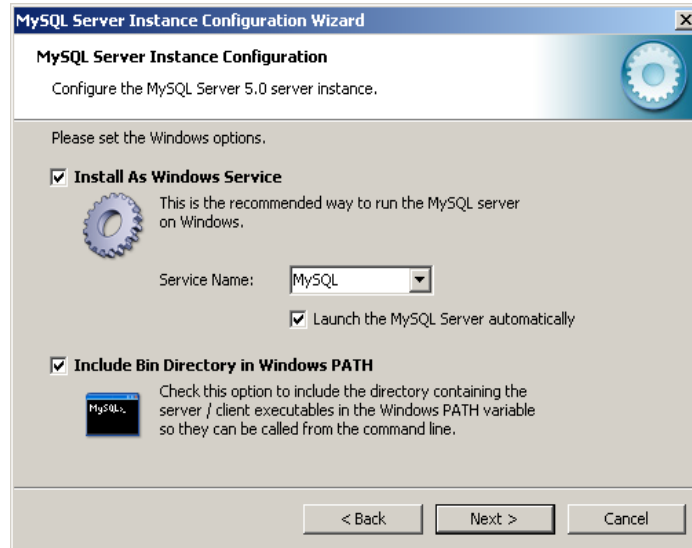 MySQL Server Instance Configuration Wizard
MySQL Server Instance Configuration
Configure the MySQL Server 5.0 server instance.
Please set the Windows options.
Install As Windows Service
This is the recommended way to run the MySQL server
on Windows.
Service Name: MySQL
Launch the MySQL Server automatically
Include Bin Directory in Windows PATH
MySQL>_
Check this option to include the directory containing the
server / client executables in the Windows PATH variable
so they can be called from the command line.
< Back Next > Cancel